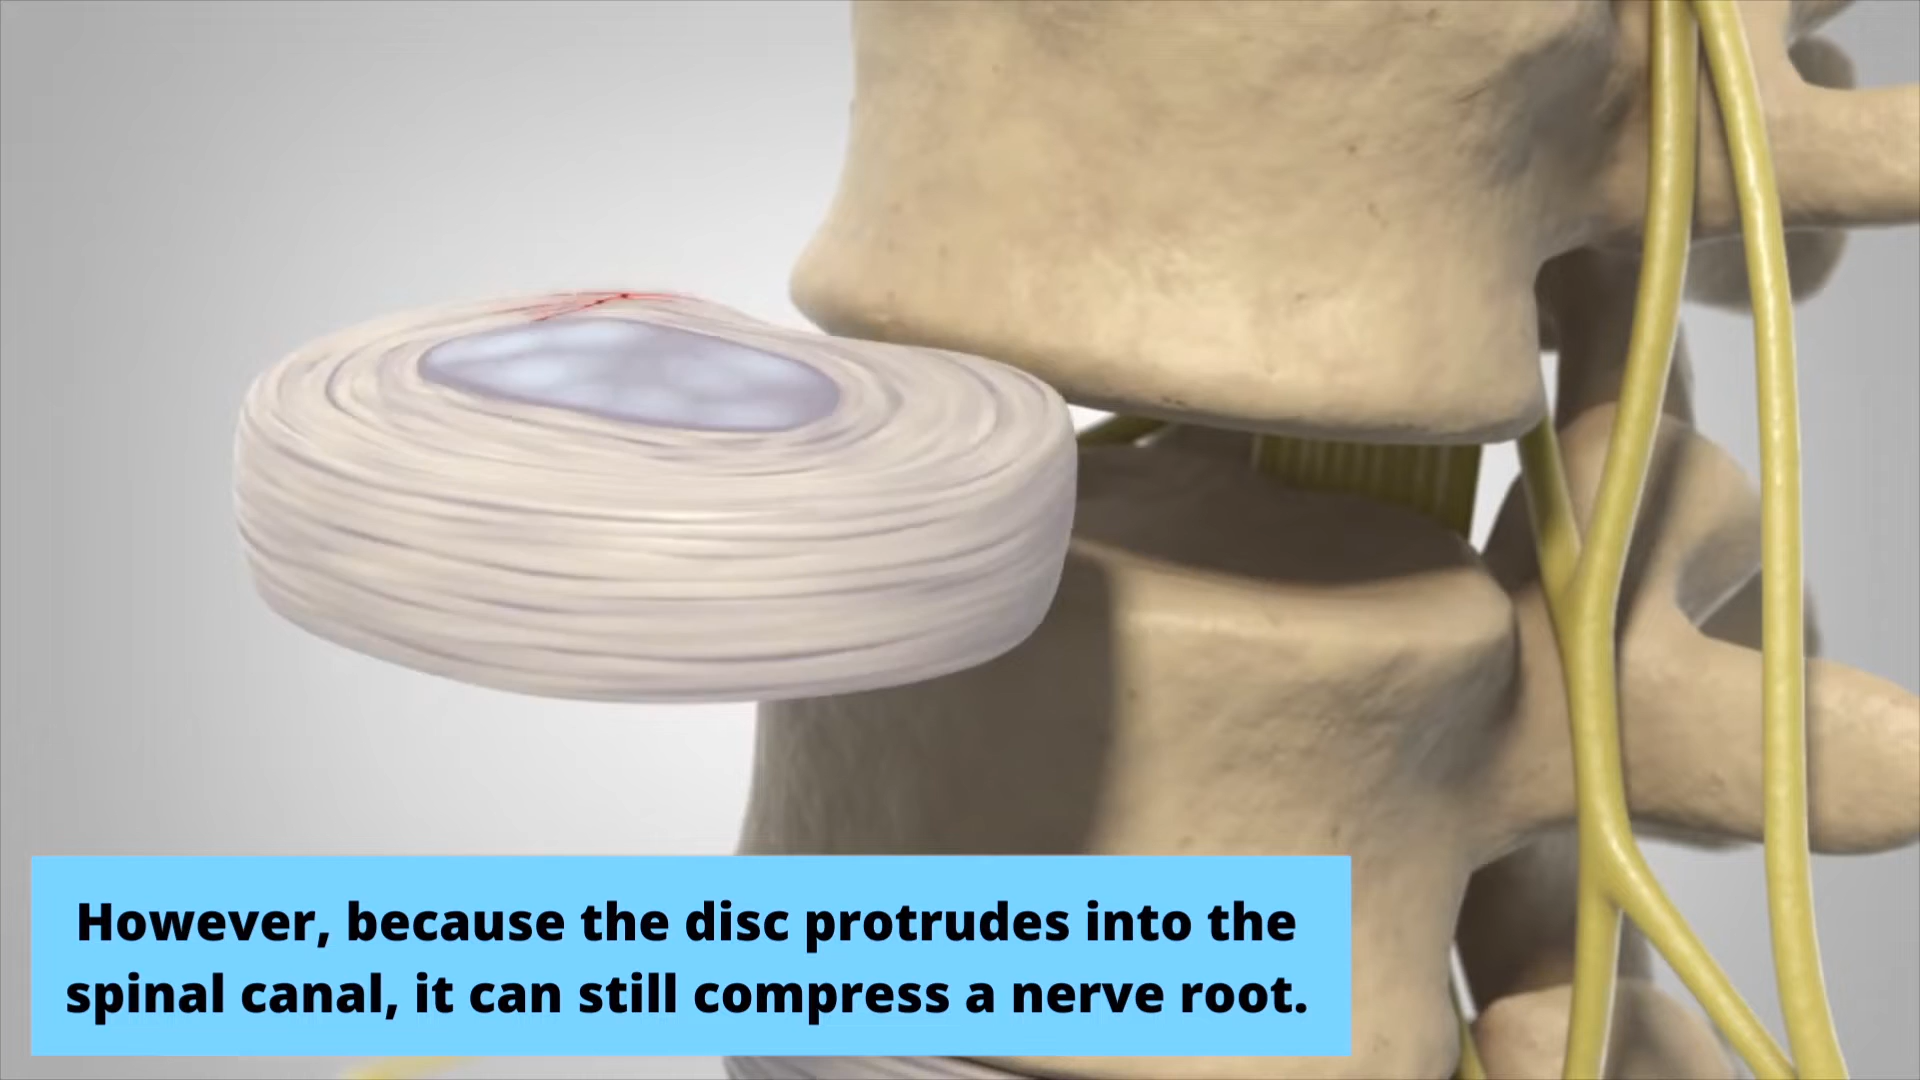 However, because the disc protrudes into the
spinal canal, it can still compress a nerve root.